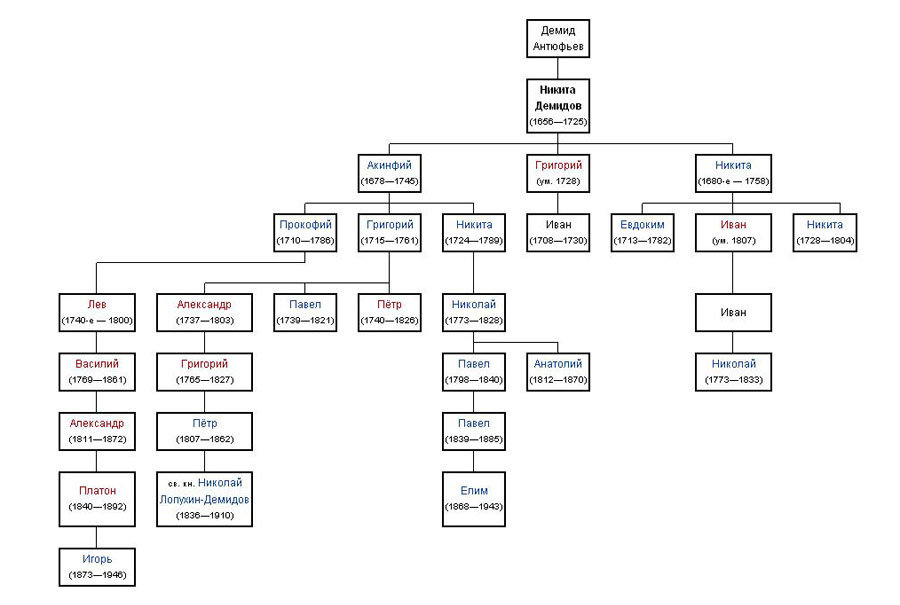 Демид
Антюфьев
Никита
Демидов
(1656—1725)
Акинфий
(1678—1745)
Григорий
(ум. 1728)
Никита
(1680-е — 1758)
Прокофий
(1710—1786)
Григорий
(1715—1761)
Никита
(1724—1789)
Иван
(1708—1730)
Евдоким
(1713—1782)
Иван
(ум. 1807)
Никита
(1728—1804)
Лев
(1740-е — 1800)
Александр
(1737—1803)
Павел
(1739—1821)
Пётр
(1740—1826)
Николай
(1773—1828)
Иван
Василий
(1769—1861)
Григорий
(1765—1827)
Павел
(1798—1840)
Анатолий
(1812—1870)
Николай
(1773—1833)
Александр
(1811—1872)
Пётр
(1807—1862)
Павел
(1839—1885)
Платон
(1840—1892)
св. кн. Николай
Лопухин-Демидов
(1836—1910)
Елим
(1868—1943)
Игорь
(1873—1946)